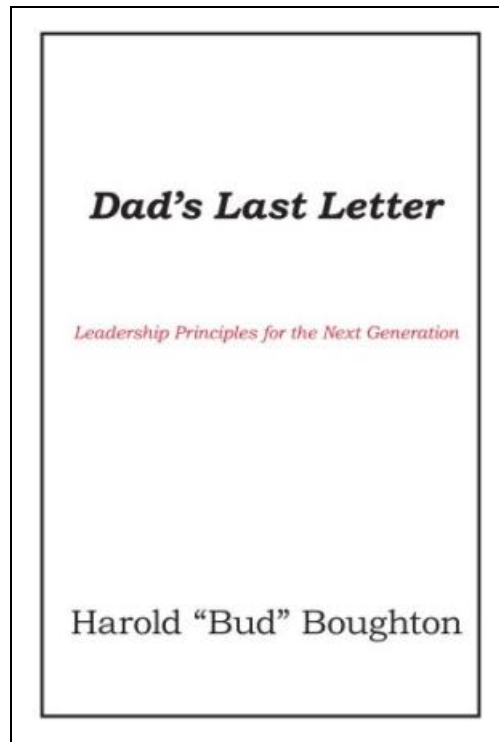 Dad’s Last Letter
Leadership Principles for the Next Generation
Harold “Bud” Boughton